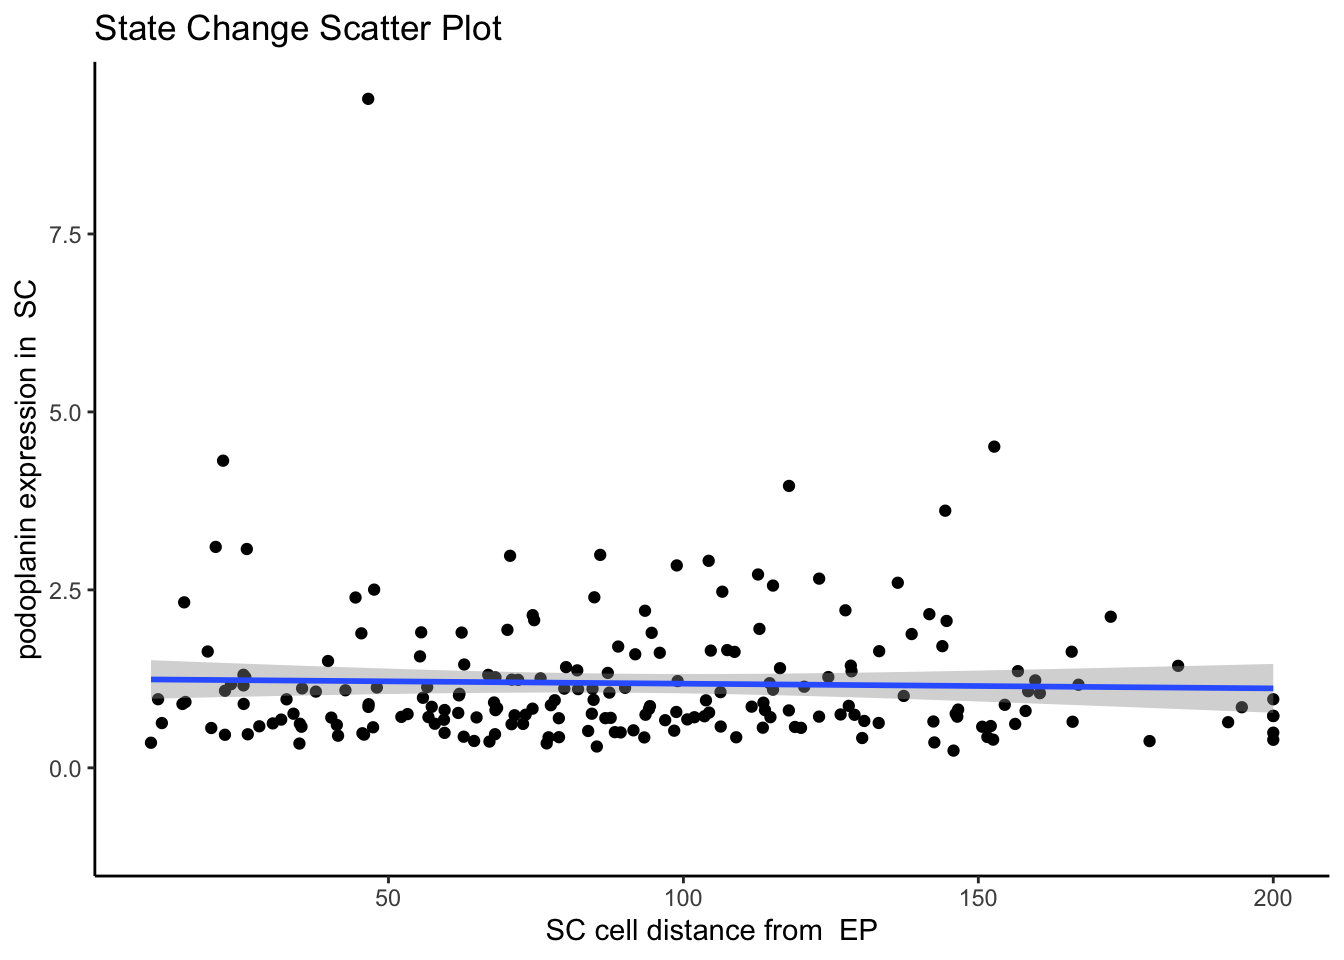 State Change Scatter Plot
podoplanin expression in  SC
7.5
5.0
2.5
0.0
50
100
150
200
SC cell distance from  EP